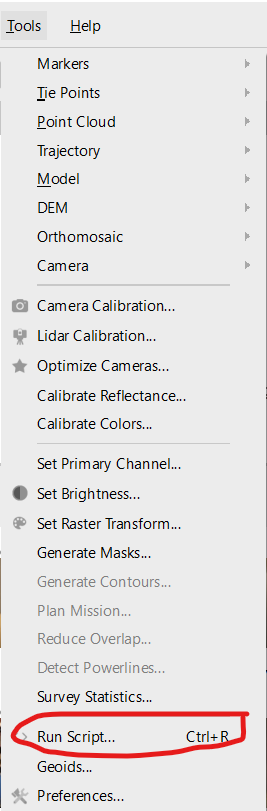 Tools Help
Markers
Tie Points
Point Cloud
Trajectory
Model
DEM
Orthomosaic
Camera
Camera Calibration...
Lidar Calibration...
Optimize Cameras...
Calibrate Reflectance...
Calibrate Colors...
Set Primary Channel...
Set Brightness...
Set Raster Transform...
Generate Masks...
Generate Contours...
Plan Mission...
Reduce Overlap...
Detect Powerlines...
Survey Statistics...
Run Script... Ctrl+R
Geoids...
Preferences...